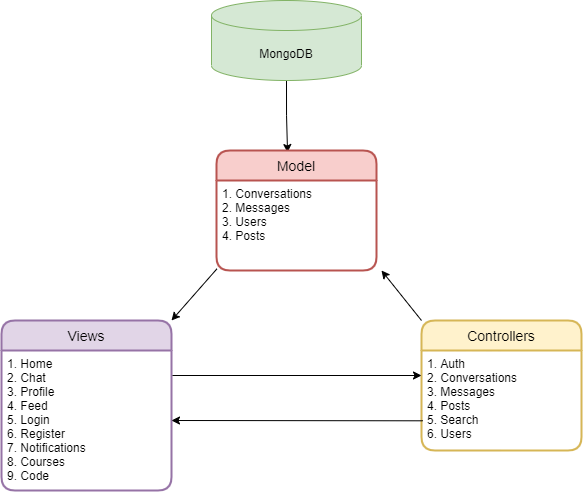 MongoDB
Model
1. Conversations
2. Messages
3. Users
4. Posts
Views
1. Home
2. Chat
3. Profile
4. Feed
5. Login
6. Register
7. Notifications
8. Courses
9. Code
Controllers
1. Auth
2. Conversations
3. Messages
4. Posts
5. Search
6. Users